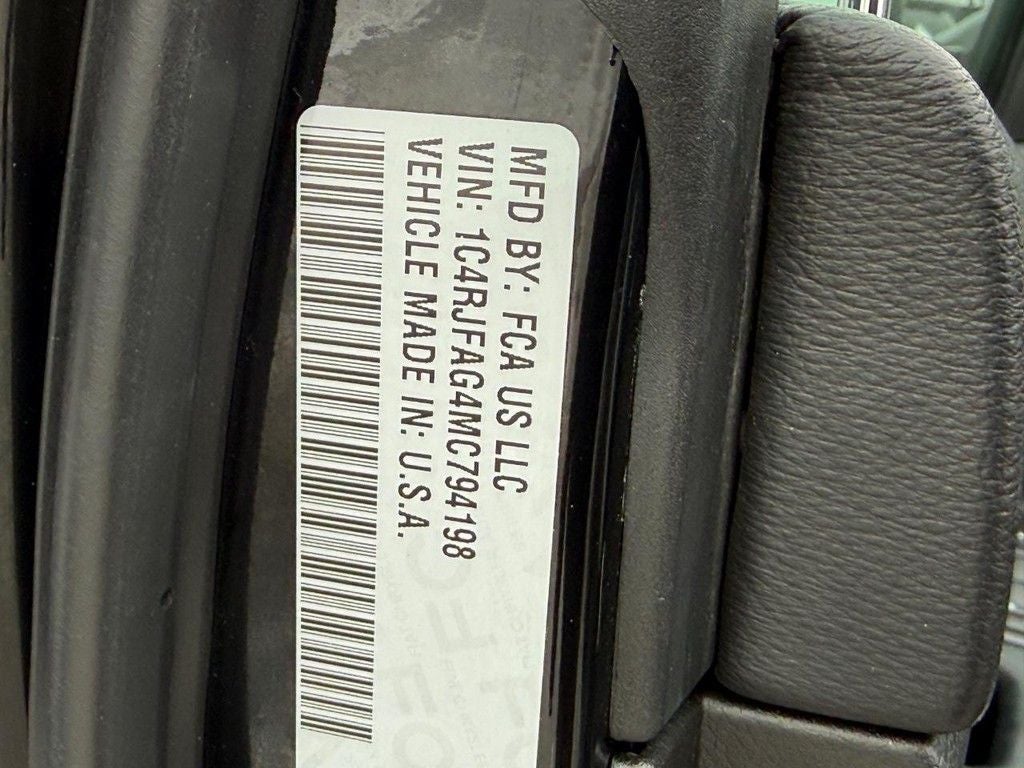 MFD BY: FCA US LLC
VIN: 1C4RJFAG4MC794198
VEHICLE MADE IN: U.S.A.